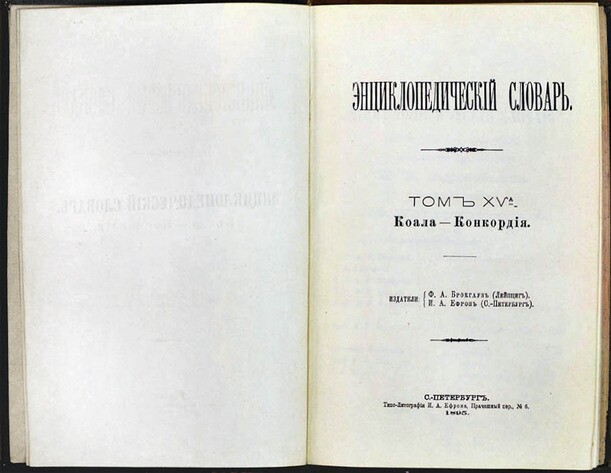 ЭНЦИКЛОПЕДИЧЕСКІЙ СЛОВАРЬ.
ТОМЪ XVᴬ.
Коала — Конкордія.
ИЗДАТЕЛИ: Ф. А. Брокгаузъ (Лейпцигъ).
И. А. Ефронъ (С.-Петербургъ).
С.-ПЕТЕРБУРГЪ.
Типо-Литографія И. А. Ефрона, Прачешный пер., № 6.
1895.